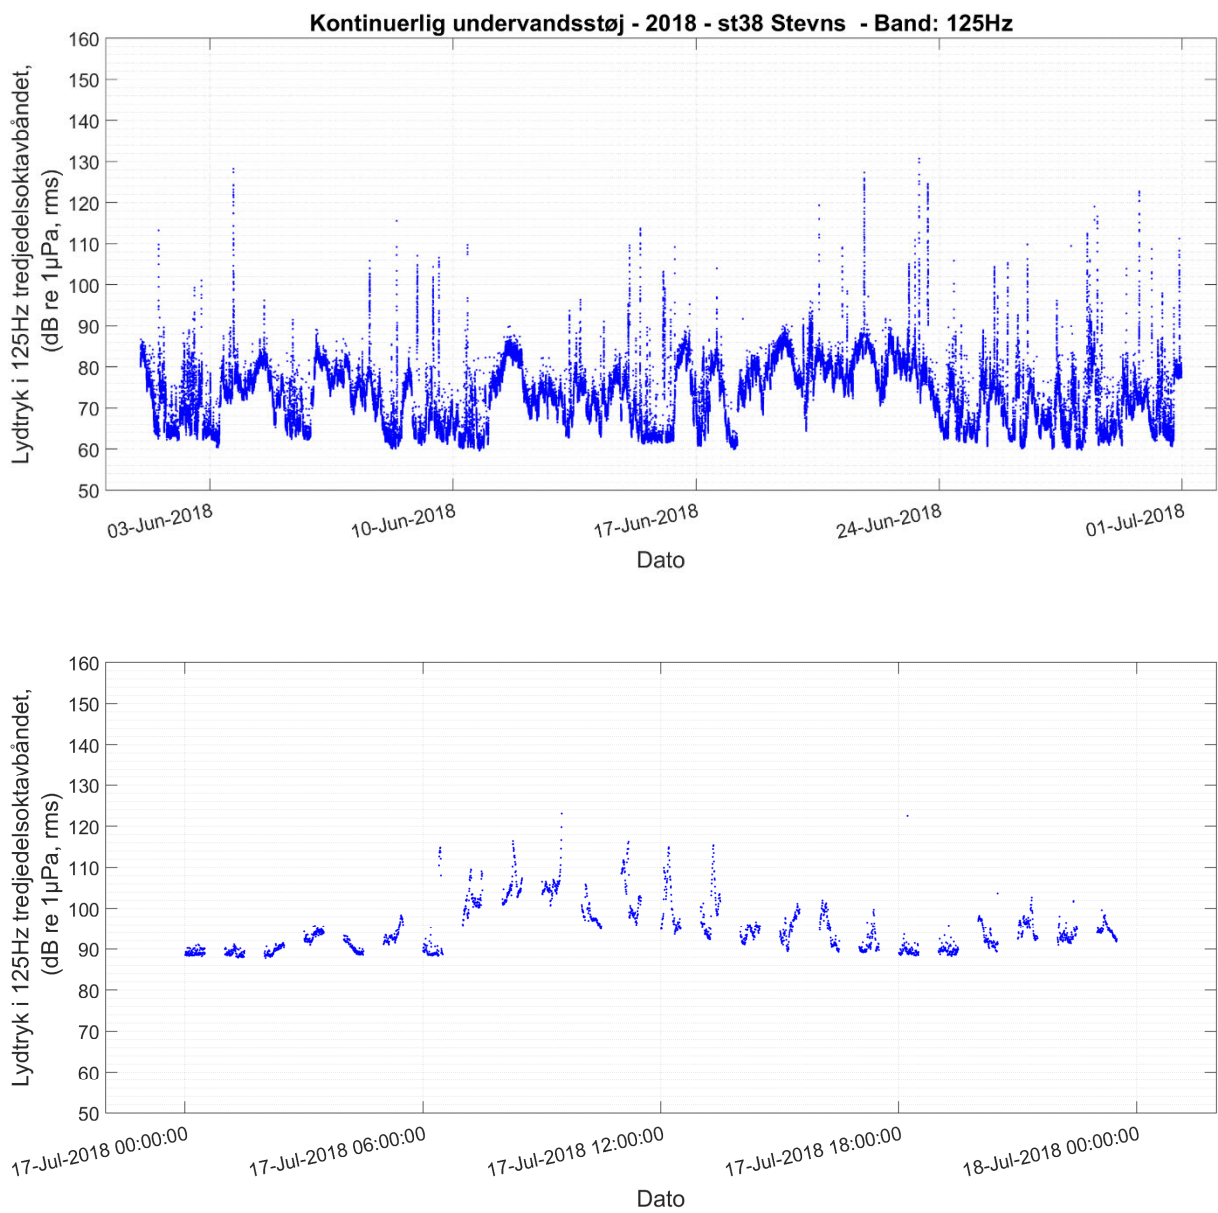 Kontinuerlig undervandsstøj - 2018 - st38 Stevns - Band: 125Hz
Lydtryk i 125Hz tredjedelsoktavbåndet,
(dB re 1µPa, rms)
160
150
140
130
120
110
100
90
80
70
60
50
03-Jun-2018
10-Jun-2018
17-Jun-2018
24-Jun-2018
01-Jul-2018
Dato
Lydtryk i 125Hz tredjedelsoktavbåndet,
(dB re 1µPa, rms)
160
150
140
130
120
110
100
90
80
70
60
50
17-Jul-2018 00:00:00
17-Jul-2018 06:00:00
17-Jul-2018 12:00:00
17-Jul-2018 18:00:00
18-Jul-2018 00:00:00
Dato